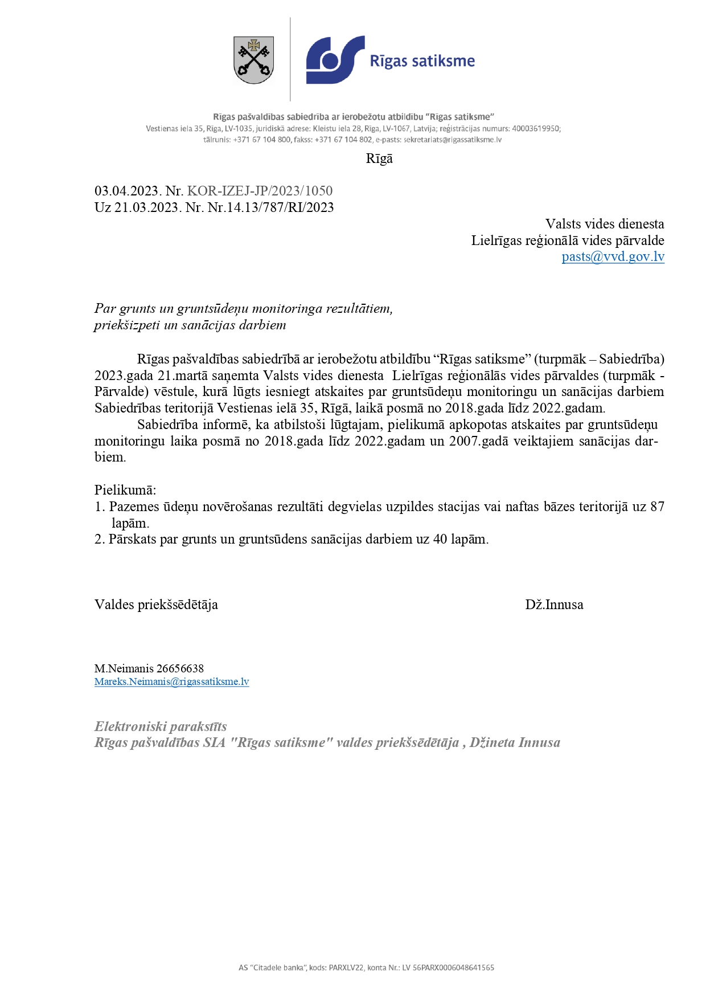 Rīgas satiksme
Rīgas pašvaldības sabiedrība ar ierobežotu atbildību “Rīgas satiksme”
Vestienas iela 35, Rīga, LV-1035, juridiskā adrese: Kleistu iela 28, Rīga, LV-1067, Latvija; reģistrācijas numurs: 40003619950;
tālrunis: +371 67 104 800, fakss: +371 67 104 802, e-pasts: sekretariats@rigassatiksme.lv
Rīgā
03.04.2023. Nr. KOR-IZEJ-JP/2023/1050
Uz 21.03.2023. Nr. Nr.14.13/787/RI/2023
Valsts vides dienesta
Lielrīgas reģionālā vides pārvalde
pasts@vvd.gov.lv
Par grunts un gruntsūdeņu monitoringa rezultātiem,
priekšizpeti un sanācijas darbiem
Rīgas pašvaldības sabiedrībā ar ierobežotu atbildību “Rīgas satiksme” (turpmāk – Sabiedrība)
2023.gada 21.martā saņemta Valsts vides dienesta Lielrīgas reģionālās vides pārvaldes (turpmāk -
Pārvalde) vēstule, kurā lūgts iesniegt atskaites par gruntsūdeņu monitoringu un sanācijas darbiem
Sabiedrības teritorijā Vestienas ielā 35, Rīgā, laikā posmā no 2018.gada līdz 2022.gadam.
Sabiedrība informē, ka atbilstoši lūgtajam, pielikumā apkopotas atskaites par gruntsūdeņu
monitoringu laika posmā no 2018.gada līdz 2022.gadam un 2007.gadā veiktajiem sanācijas dar-
biem.
Pielikumā:
1. Pazemes ūdeņu novērošanas rezultāti degvielas uzpildes stacijas vai naftas bāzes teritorijā uz 87
lapām.
2. Pārskats par grunts un gruntsūdens sanācijas darbiem uz 40 lapām.
Valdes priekšsēdētāja Dž.Innusa
M.Neimanis 26656638
Mareks.Neimanis@rigassatiksme.lv
Elektroniski parakstīts
Rīgas pašvaldības SIA "Rīgas satiksme" valdes priekšsēdētāja , Džineta Innusa
AS “Citadele banka”, kods: PARXLV22, konta Nr.: LV 56PARX0006048641565